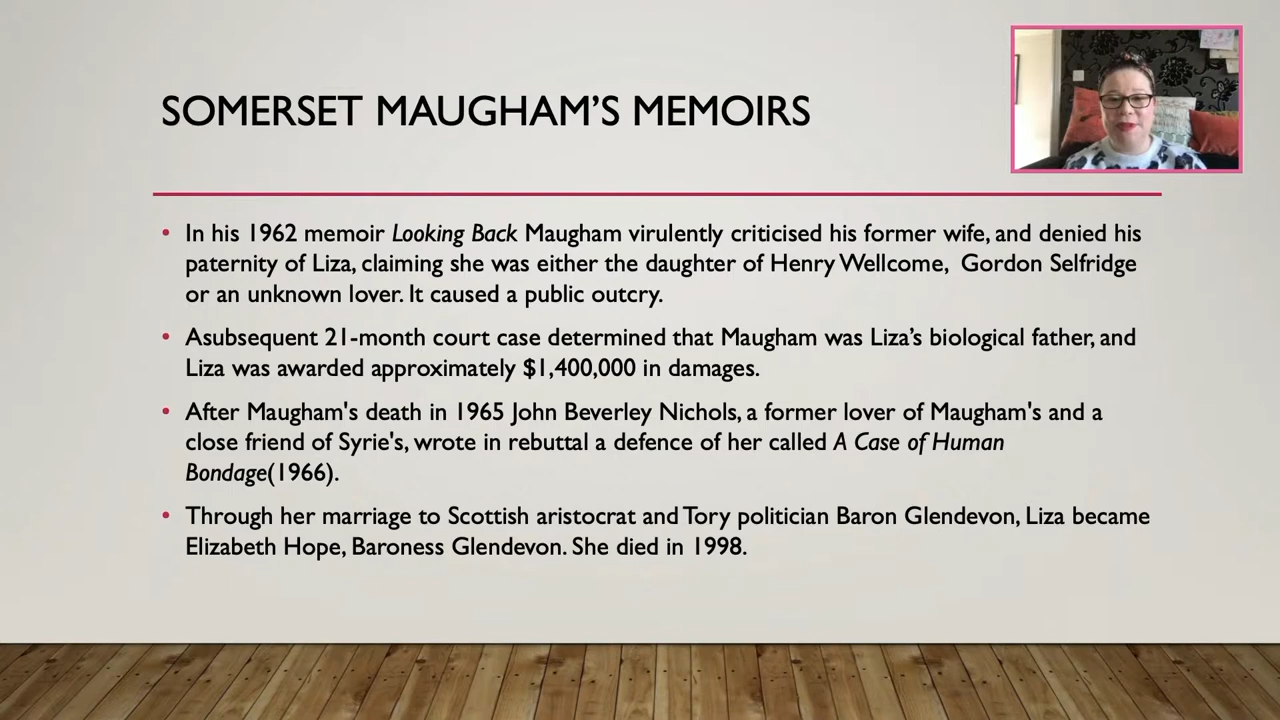 SOMERSET MAUGHAM’S MEMOIRS
• In his 1962 memoir Looking Back Maugham virulently criticised his former wife, and denied his
paternity of Liza, claiming she was either the daughter of Henry Wellcome,  Gordon Selfridge
or an unknown lover. It caused a public outcry.
• Asubsequent 21-month court case determined that Maugham was Liza’s biological father, and
Liza was awarded approximately $1,400,000 in damages.
• After Maugham's death in 1965 John Beverley Nichols, a former lover of Maugham's and a
close friend of Syrie's, wrote in rebuttal a defence of her called A Case of Human
Bondage(1966).
• Through her marriage to Scottish aristocrat and Tory politician Baron Glendevon, Liza became
Elizabeth Hope, Baroness Glendevon. She died in 1998.